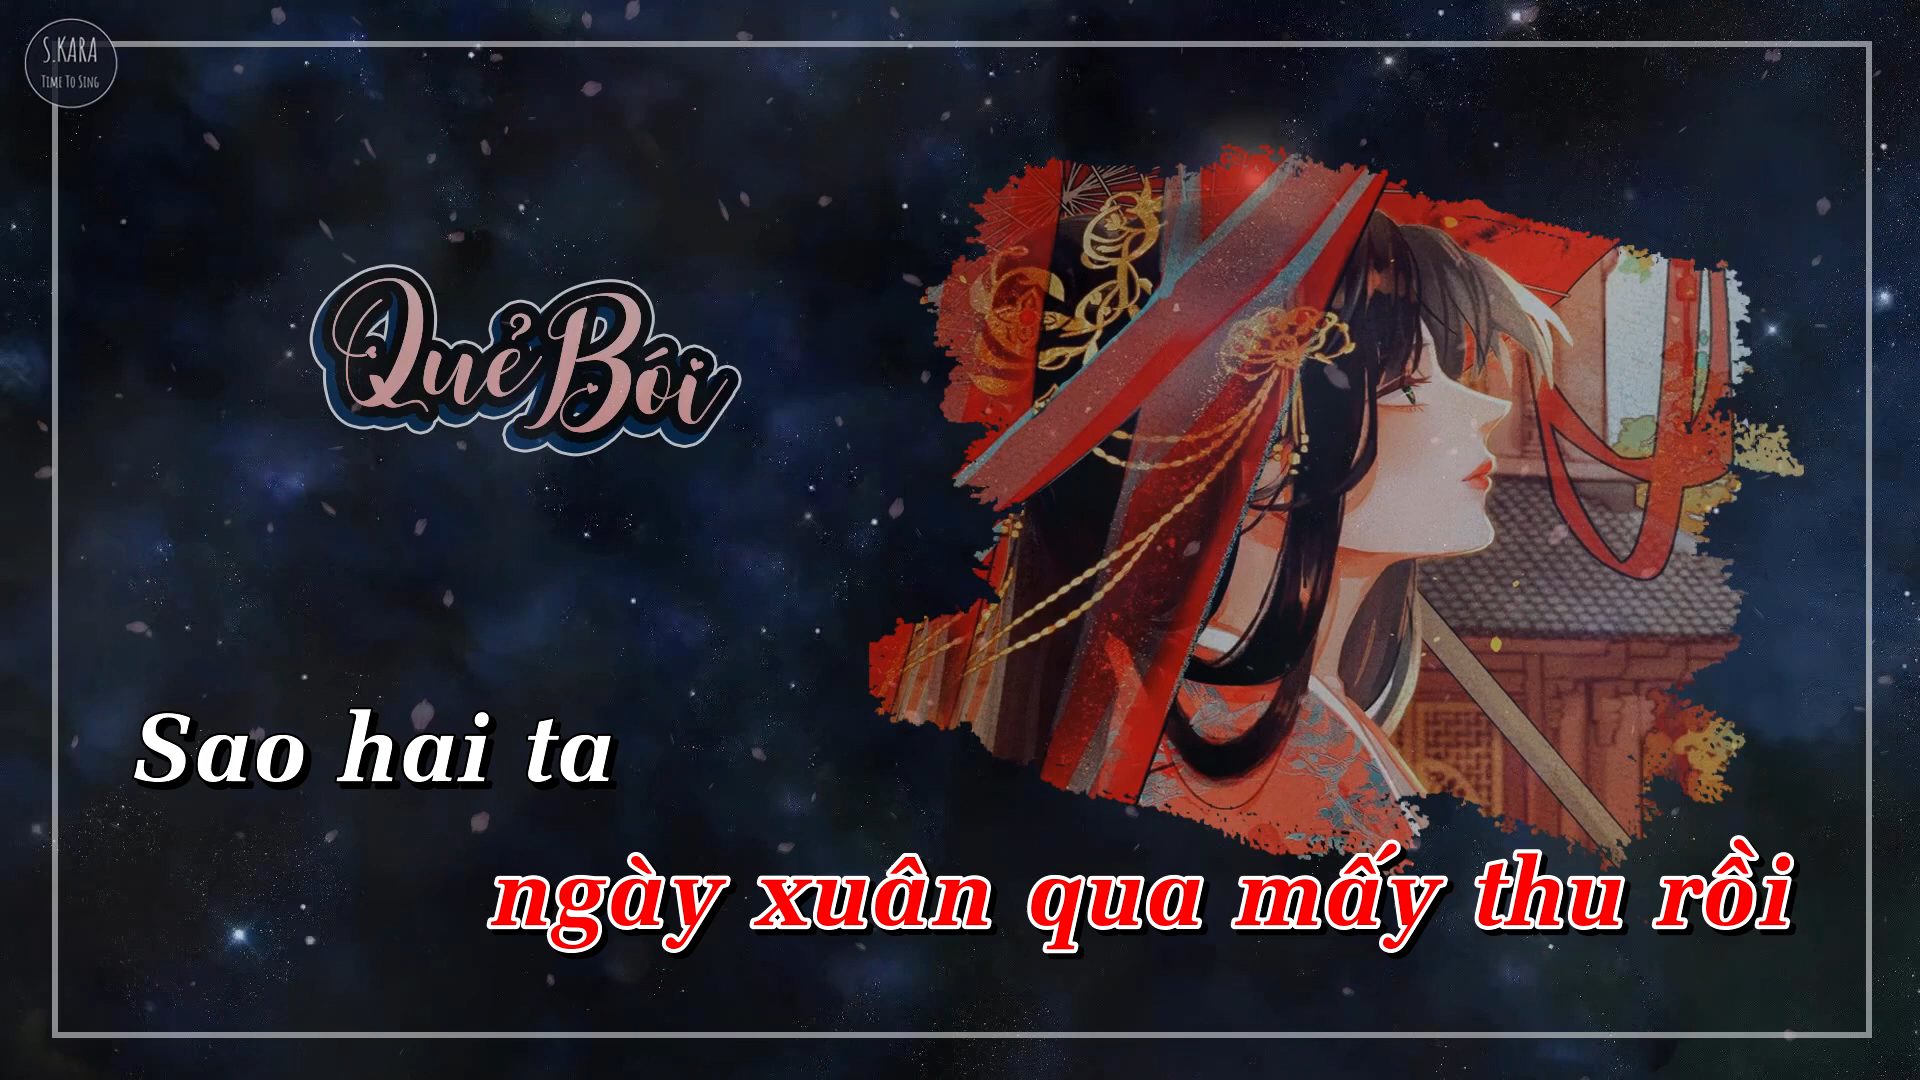 S.KARA
TIME TO SING
Quẻ Bói
Sao hai ta
ngày xuân qua mấy thu rồi